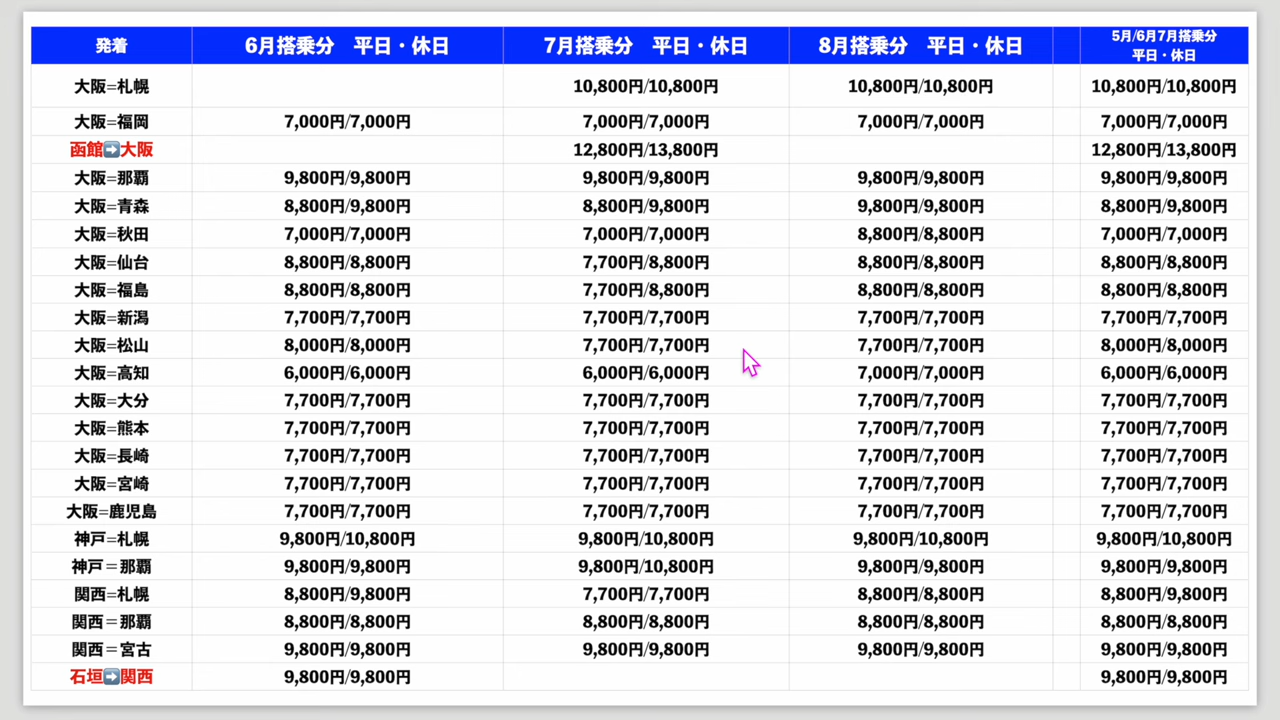 発着 6月搭乗分 平日・休日 7月搭乗分 平日・休日 8月搭乗分 平日・休日 5月/6月7月搭乗分
平日・休日
大阪=札幌 10,800円/10,800円 10,800円/10,800円 10,800円/10,800円
大阪=福岡 7,000円/7,000円 7,000円/7,000円 7,000円/7,000円 7,000円/7,000円
函館➡大阪 12,800円/13,800円 12,800円/13,800円
大阪=那覇 9,800円/9,800円 9,800円/9,800円 9,800円/9,800円 9,800円/9,800円
大阪=青森 8,800円/9,800円 8,800円/9,800円 9,800円/9,800円 8,800円/9,800円
大阪=秋田 7,000円/7,000円 7,000円/7,000円 8,800円/8,800円 7,000円/7,000円
大阪=仙台 8,800円/8,800円 7,700円/8,800円 8,800円/8,800円 8,800円/8,800円
大阪=福島 8,800円/8,800円 7,700円/8,800円 8,800円/8,800円 8,800円/8,800円
大阪=新潟 7,700円/7,700円 7,700円/7,700円 7,700円/7,700円 7,700円/7,700円
大阪=松山 8,000円/8,000円 7,700円/7,700円 7,700円/7,700円 8,000円/8,000円
大阪=高知 6,000円/6,000円 6,000円/6,000円 7,000円/7,000円 6,000円/6,000円
大阪=大分 7,700円/7,700円 7,700円/7,700円 7,700円/7,700円 7,700円/7,700円
大阪=熊本 7,700円/7,700円 7,700円/7,700円 7,700円/7,700円 7,700円/7,700円
大阪=長崎 7,700円/7,700円 7,700円/7,700円 7,700円/7,700円 7,700円/7,700円
大阪=宮崎 7,700円/7,700円 7,700円/7,700円 7,700円/7,700円 7,700円/7,700円
大阪=鹿児島 7,700円/7,700円 7,700円/7,700円 7,700円/7,700円 7,700円/7,700円
神戸=札幌 9,800円/10,800円 9,800円/10,800円 9,800円/10,800円 9,800円/10,800円
神戸＝那覇 9,800円/9,800円 9,800円/10,800円 9,800円/9,800円 9,800円/9,800円
関西=札幌 8,800円/9,800円 7,700円/7,700円 8,800円/8,800円 8,800円/9,800円
関西＝那覇 8,800円/8,800円 8,800円/8,800円 8,800円/8,800円 8,800円/8,800円
関西＝宮古 9,800円/9,800円 9,800円/9,800円 9,800円/9,800円 9,800円/9,800円
石垣➡関西 9,800円/9,800円 9,800円/9,800円